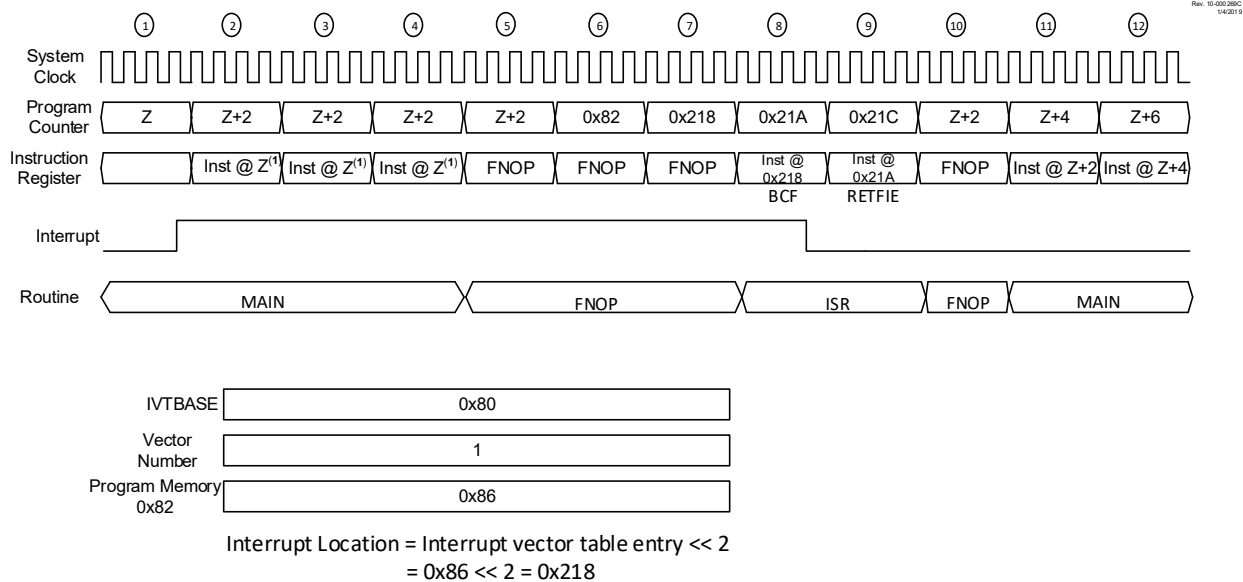 Rev. 10-000269C
1/4/2019
1 2 3 4 5 6 7 8 9 10 11 12
System
Clock
Program
Counter
Z Z+2 Z+2 Z+2 Z+2 0x82 0x218 0x21A 0x21C Z+2 Z+4 Z+6
Instruction
Register
Inst @ Z(1) Inst @ Z(1) Inst @ Z(1) FNOP FNOP FNOP Inst @ 0x218 Inst @ 0x21A FNOP Inst @ Z+2 Inst @ Z+4
BCF RETFIE
Interrupt
Routine MAIN FNOP ISR FNOP MAIN
IVTBASE 0x80
Vector
Number
1
Program Memory
0x82
0x86
Interrupt Location = Interrupt vector table entry << 2
= 0x86 << 2 = 0x218